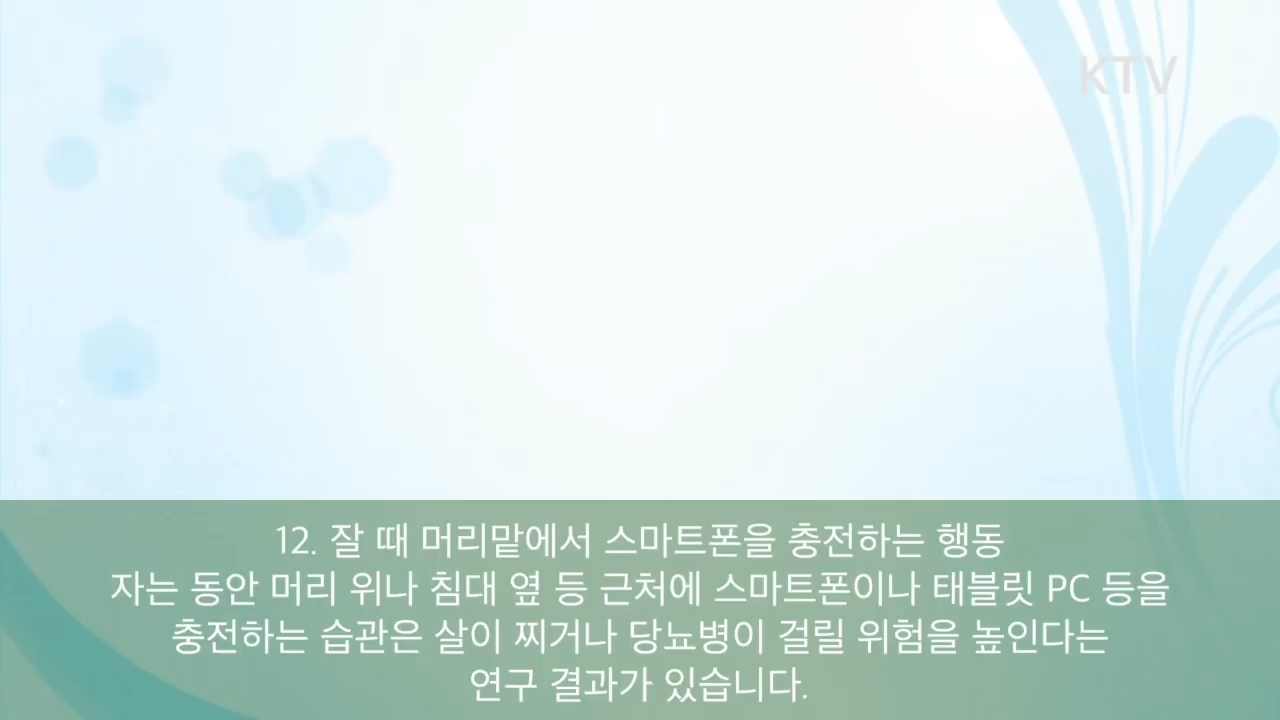 KTV
12. 잘 때 머리맡에서 스마트폰을 충전하는 행동
자는 동안 머리 위나 침대 옆 등 근처에 스마트폰이나 태블릿 PC 등을
충전하는 습관은 살이 찌거나 당뇨병이 걸릴 위험을 높인다는
연구 결과가 있습니다.